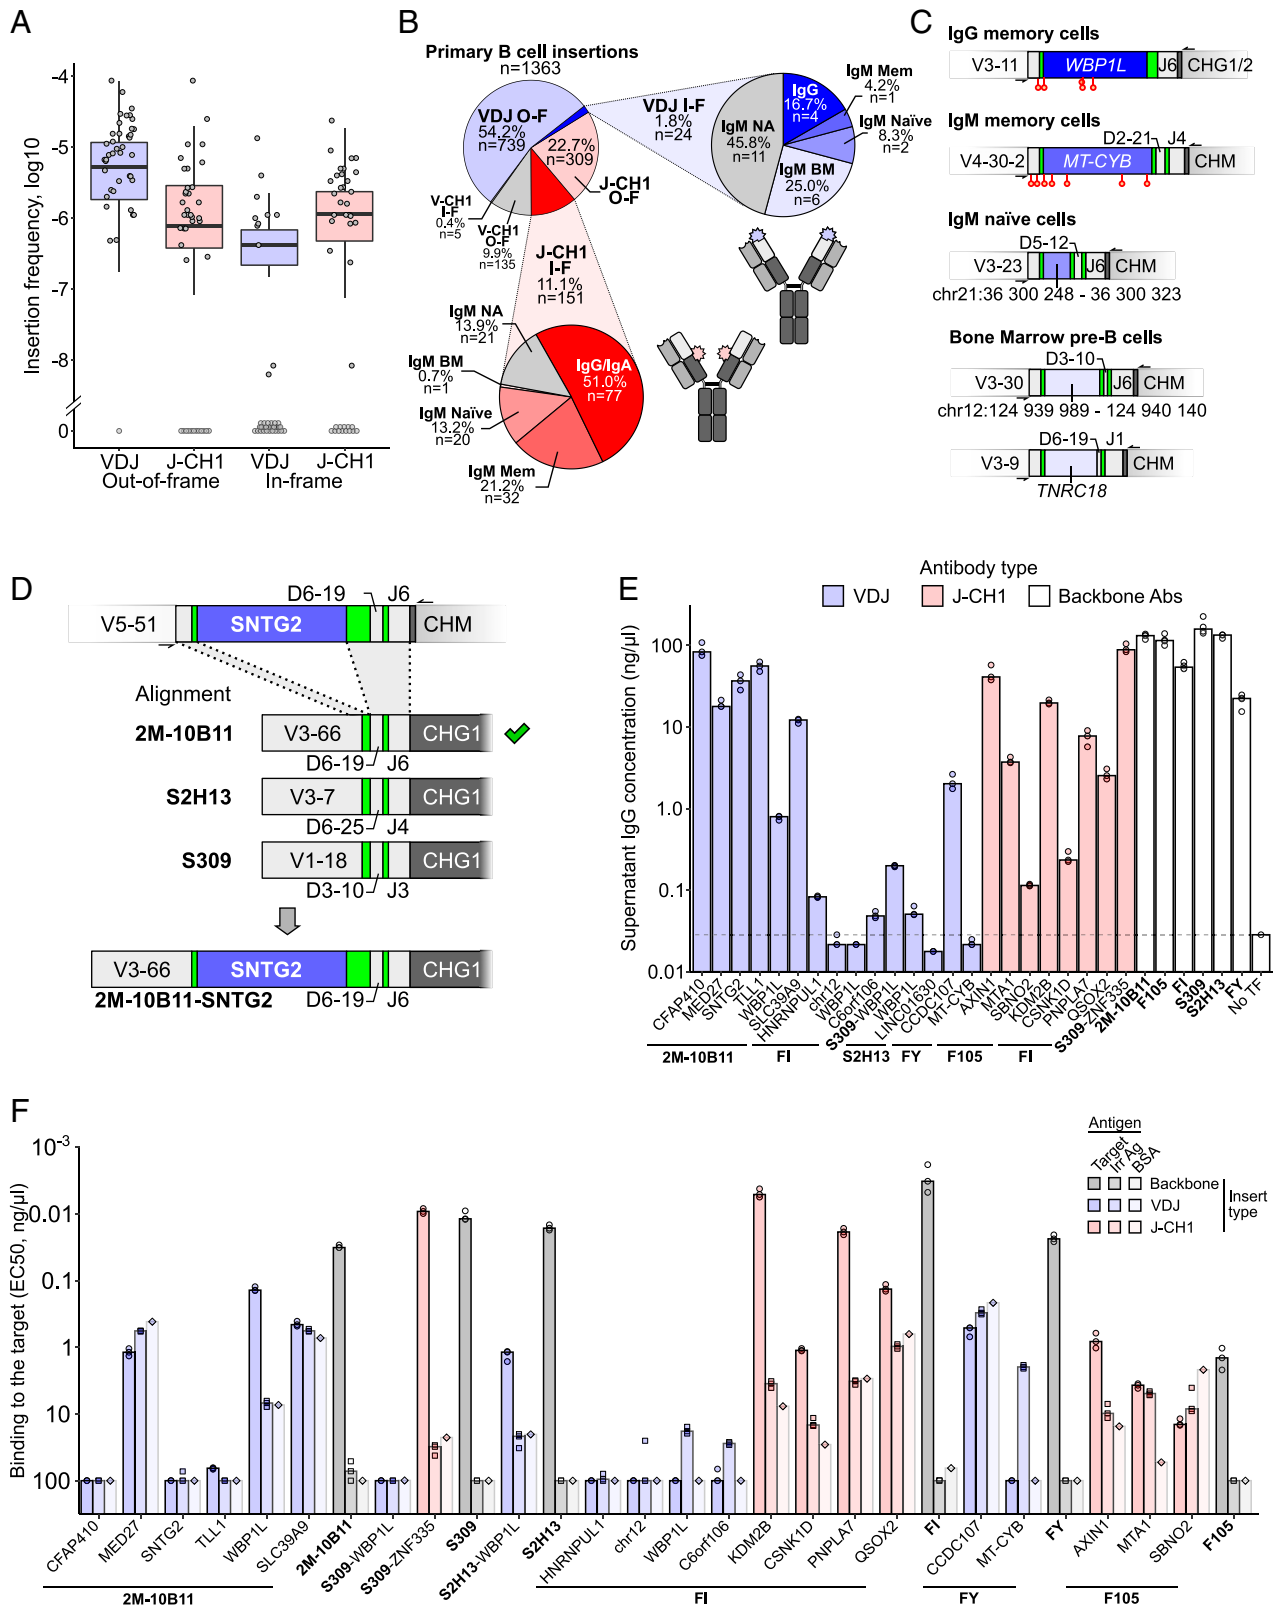 A
Insertion frequency, log10
-4
-5
-6
-7
-8
0
VDJ
J-CH1
VDJ
J-CH1
Out-of-frame
In-frame
B
Primary B cell insertions
n=1363
VDJ O-F
54.2%
n=739
22.7%
n=309
J-CH1
O-F
V-CH1
I-F
0.4%
n=5
V-CH1
O-F
9.9%
n=135
VDJ I-F
1.8%
n=24
IgG
16.7%
n=4
IgM Mem
4.2%
n=1
IgM Naïve
8.3%
n=2
IgM NA
45.8%
n=11
IgM BM
25.0%
n=6
J-CH1
I-F
11.1%
n=151
IgM NA
13.9%
n=21
IgM BM
0.7%
n=1
IgM Naïve
13.2%
n=20
IgM Mem
21.2%
n=32
IgG/IgA
51.0%
n=77
C
IgG memory cells
V3-11 WBP1L J6 CHG1/2
IgM memory cells
D2-21 J4
V4-30-2 MT-CYB CHM
IgM naïve cells
D5-12
V3-23 J6 CHM
chr21:36 300 248 - 36 300 323
Bone Marrow pre-B cells
D3-10
V3-30 J6 CHM
chr12:124 939 989 - 124 940 140
D6-19 J1
V3-9 CHM
TNRC18
D
D6-19 J6
V5-51 SNTG2 CHM
Alignment
2M-10B11 V3-66 CHG1
D6-19 J6
S2H13 V3-7 CHG1
D6-25 J4
S309 V1-18 CHG1
D3-10 J3
V3-66 SNTG2 CHG1
2M-10B11-SNTG2 D6-19 J6
E
Antibody type
VDJ J-CH1 Backbone Abs
Supernatant IgG concentration (ng/µl)
100
10
1.0
0.1
0.01
CFAP410
MED27
SNTG2
TLL1
WBP1L
SLC39A9
HNRNPUL1
chr12
WBP1L
C6orf106
S309-WBP1L
WBP1L
LINC01630
CCDC107
MT-CYB
AXIN1
MTA1
SBNO2
KDM2B
CSNK1D
PNPLA7
QSOX2
S309-ZNF335
2M-10B11
F105
FI
S309
S2H13
FY
No TF
2M-10B11
FI
S2H13
FY
F105
FI
F
Binding to the target (EC50, ng/µl)
10-3
0.01
0.1
1
10
100
Antigen
Target
Irr Ag
BSA
Backbone
VDJ
J-CH1
Insert
type
CFAP410
MED27
SNTG2
TLL1
WBP1L
SLC39A9
2M-10B11
S309-WBP1L
S309-ZNF335
S309
S2H13-WBP1L
S2H13
HNRNPUL1
chr12
WBP1L
C6orf106
KDM2B
CSNK1D
PNPLA7
QSOX2
FI
CCDC107
MT-CYB
FY
AXIN1
MTA1
SBNO2
F105
2M-10B11
FI
FY
F105